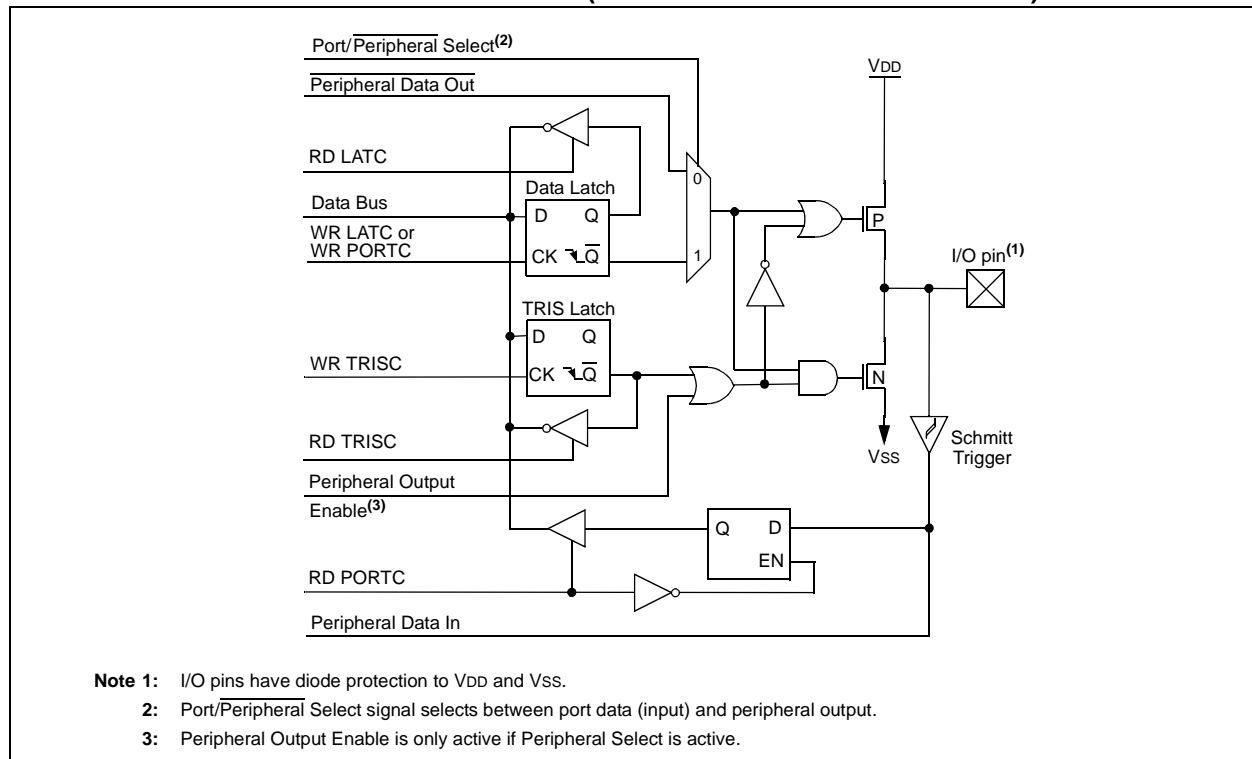 Port/Peripheral Select(2)
Peripheral Data Out
VDD
RD LATC
0
Data Latch
Data Bus
D Q
WR LATC or
WR PORTC
CK Q
1
P
I/O pin(1)
TRIS Latch
D Q
WR TRISC
CK Q
N
RD TRISC
VSS
Schmitt
Trigger
Peripheral Output
Enable(3)
Q D
EN
RD PORTC
Peripheral Data In
Note 1: I/O pins have diode protection to VDD and VSS.
2: Port/Peripheral Select signal selects between port data (input) and peripheral output.
3: Peripheral Output Enable is only active if Peripheral Select is active.